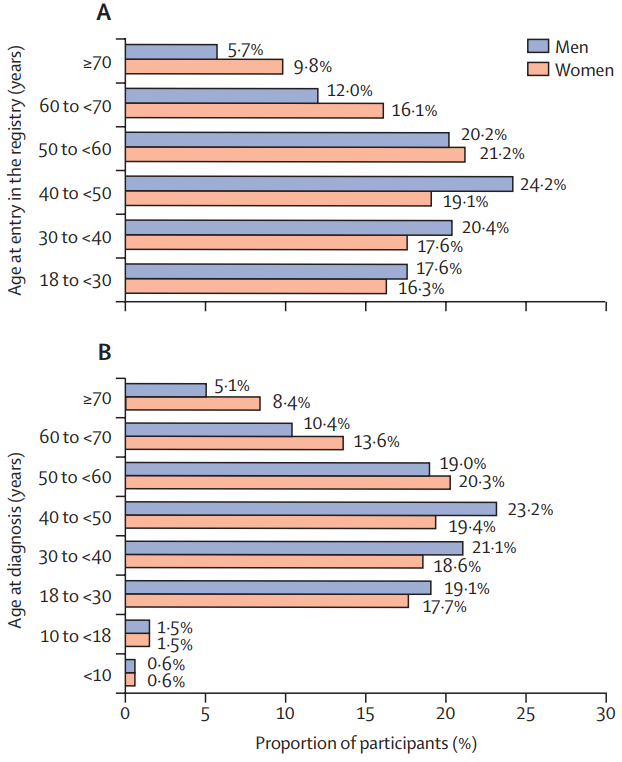 A
Men
Women
Age at entry in the registry (years)
≥70
5·7%
9·8%
60 to <70
12·0%
16·1%
50 to <60
20·2%
21·2%
40 to <50
24·2%
19·1%
30 to <40
20·4%
17·6%
18 to <30
17·6%
16·3%
B
Age at diagnosis (years)
≥70
5·1%
8·4%
60 to <70
10·4%
13·6%
50 to <60
19·0%
20·3%
40 to <50
23·2%
19·4%
30 to <40
21·1%
18·6%
18 to <30
19·1%
17·7%
10 to <18
1·5%
1·5%
<10
0·6%
0·6%
0 5 10 15 20 25 30
Proportion of participants (%)